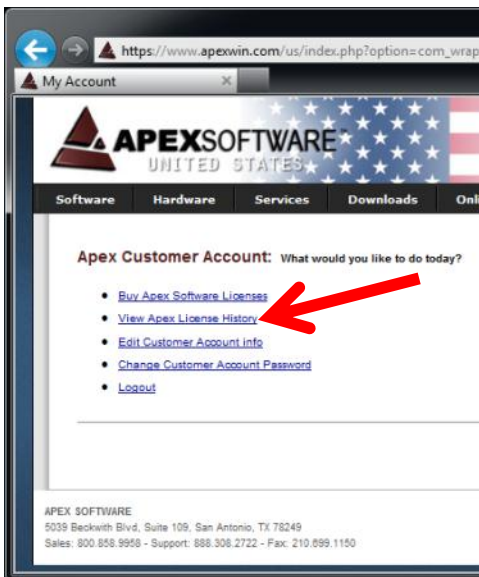 https://www.apexwin.com/us/index.php?option=com_wrap
My Account
APEXSOFTWARE
UNITED STATES
Software Hardware Services Downloads Onli
Apex Customer Account: What would you like to do today?
Buy Apex Software Licenses
View Apex License History
Edit Customer Account info
Change Customer Account Password
Logout
APEX SOFTWARE
5039 Beckwith Blvd, Suite 109, San Antonio, TX 78249
Sales: 800.858.9958 - Support: 888.308.2722 - Fax: 210.699.1150